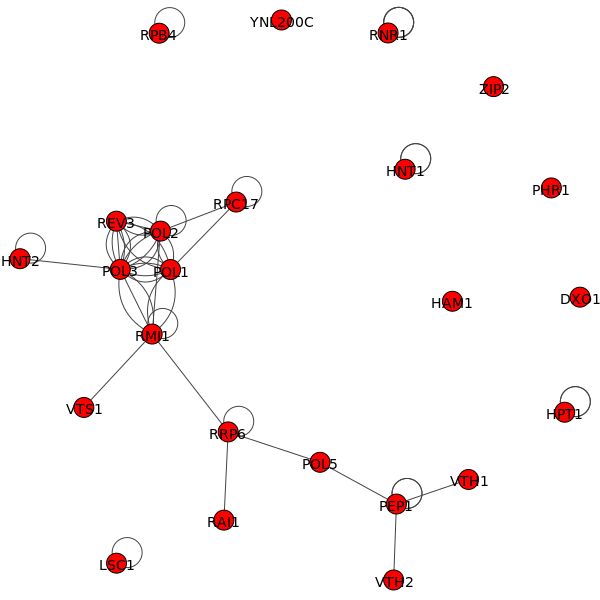 YNL200C
RPB4
RNR1
ZIP2
HNT1
PHR1
RPC17
REV3
POL2
HNT2
POL3
POL1
HAM1
DXO1
RMI1
VTS1
HPT1
RRP6
POL5
VTH1
PEP1
RAI1
LSC1
VTH2